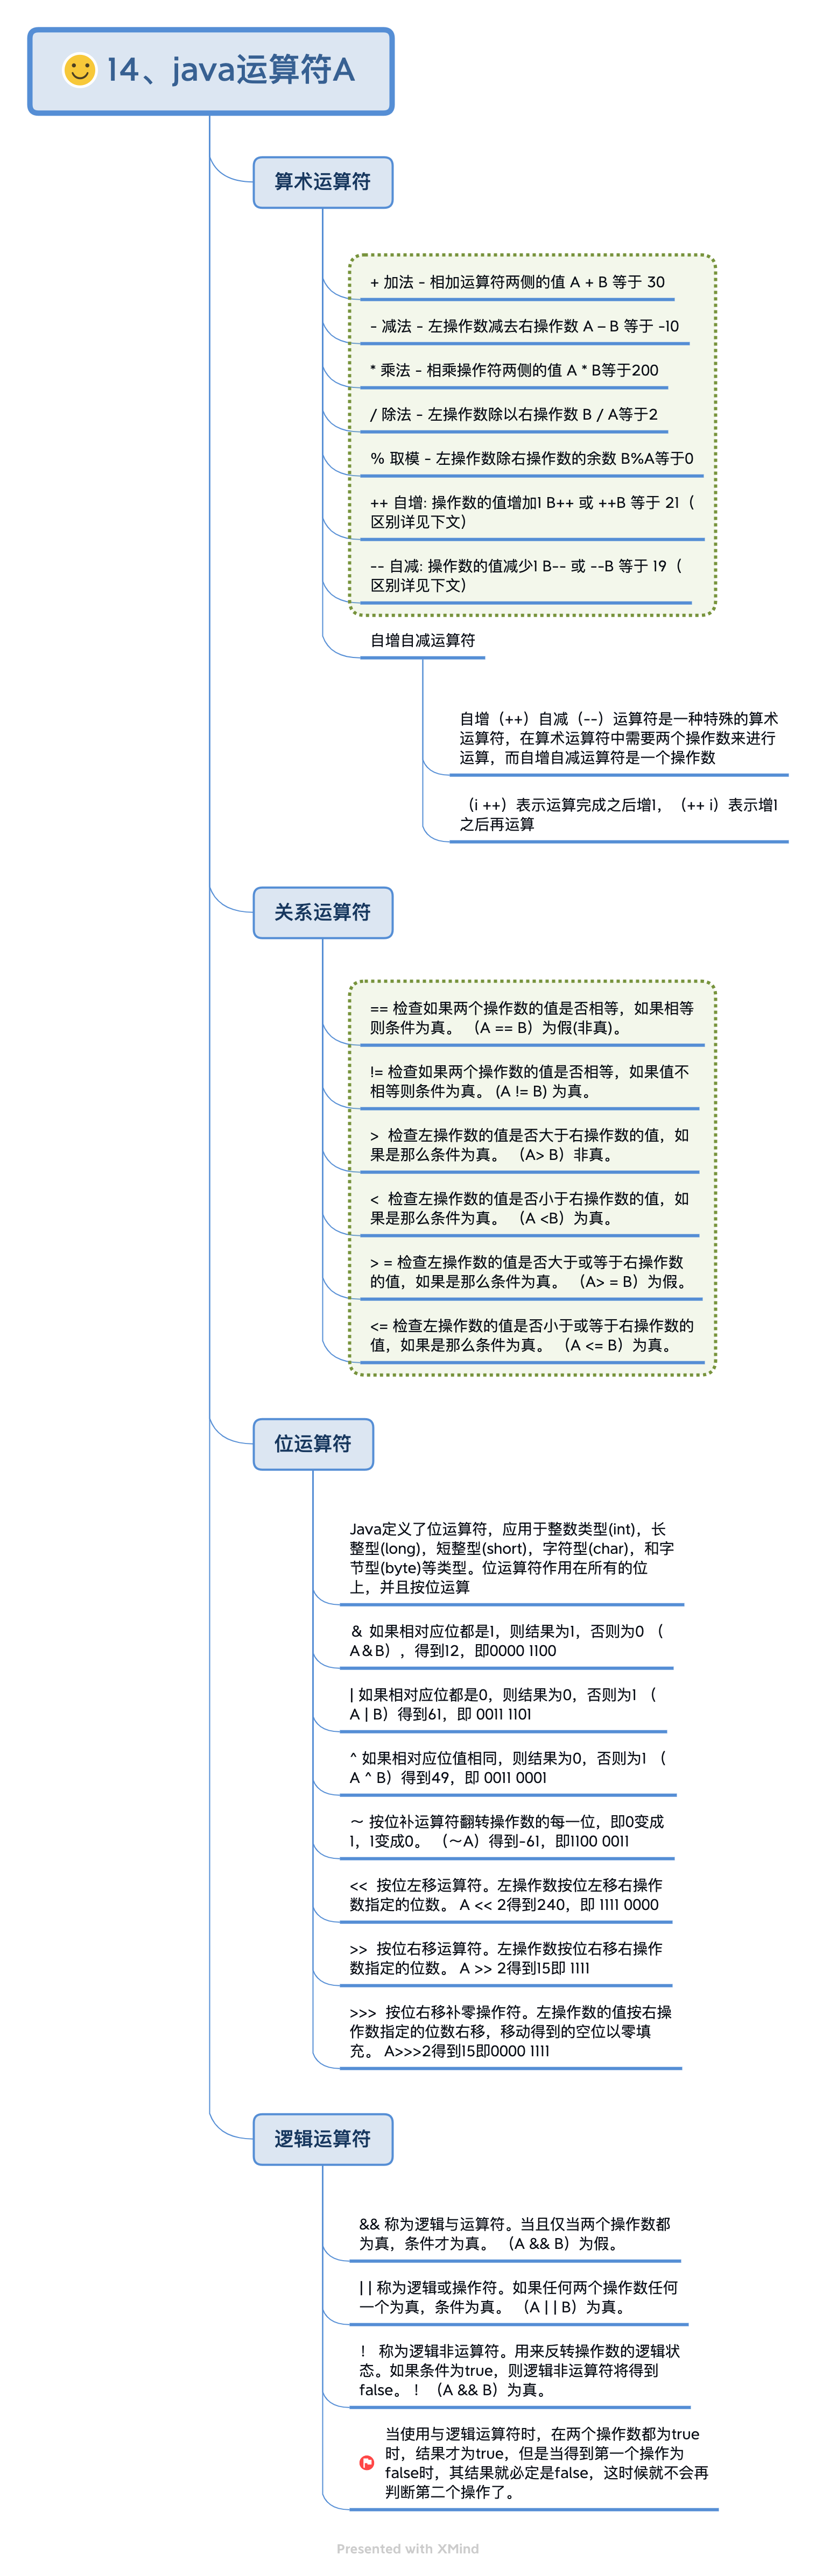 14、java运算符A
算术运算符
+ 加法 - 相加运算符两侧的值 A + B 等于 30
- 减法 - 左操作数减去右操作数 A – B 等于 -10
* 乘法 - 相乘操作符两侧的值 A * B等于200
/ 除法 - 左操作数除以右操作数 B / A等于2
% 取模 - 左操作数除右操作数的余数 B%A等于0
++ 自增: 操作数的值增加1 B++ 或 ++B 等于 21（
区别详见下文）
-- 自减: 操作数的值减少1 B-- 或 --B 等于 19（
区别详见下文）
自增自减运算符
自增（++）自减（--）运算符是一种特殊的算术
运算符，在算术运算符中需要两个操作数来进行
运算，而自增自减运算符是一个操作数
（i ++）表示运算完成之后增1，（++ i）表示增1
之后再运算
关系运算符
== 检查如果两个操作数的值是否相等，如果相等
则条件为真。 （A == B）为假(非真)。
!= 检查如果两个操作数的值是否相等，如果值不
相等则条件为真。 (A != B) 为真。
> 检查左操作数的值是否大于右操作数的值，如
果是那么条件为真。 （A> B）非真。
< 检查左操作数的值是否小于右操作数的值，如
果是那么条件为真。 （A <B）为真。
> = 检查左操作数的值是否大于或等于右操作数
的值，如果是那么条件为真。 （A> = B）为假。
<= 检查左操作数的值是否小于或等于右操作数的
值，如果是那么条件为真。 （A <= B）为真。
位运算符
Java定义了位运算符，应用于整数类型(int)，长
整型(long)，短整型(short)，字符型(char)，和字
节型(byte)等类型。位运算符作用在所有的位
上，并且按位运算
＆ 如果相对应位都是1，则结果为1，否则为0 （
A＆B），得到12，即0000 1100
| 如果相对应位都是0，则结果为0，否则为1 （
A | B）得到61，即 0011 1101
^ 如果相对应位值相同，则结果为0，否则为1 （
A ^ B）得到49，即 0011 0001
〜 按位补运算符翻转操作数的每一位，即0变成
1，1变成0。 （〜A）得到-61，即1100 0011
<< 按位左移运算符。左操作数按位左移右操作
数指定的位数。 A << 2得到240，即 1111 0000
>> 按位右移运算符。左操作数按位右移右操作
数指定的位数。 A >> 2得到15即 1111
>>> 按位右移补零操作符。左操作数的值按右操
作数指定的位数右移，移动得到的空位以零填
充。 A>>>2得到15即0000 1111
逻辑运算符
&& 称为逻辑与运算符。当且仅当两个操作数都
为真，条件才为真。 （A && B）为假。
| | 称为逻辑或操作符。如果任何两个操作数任何
一个为真，条件为真。 （A | | B）为真。
！ 称为逻辑非运算符。用来反转操作数的逻辑状
态。如果条件为true，则逻辑非运算符将得到
false。 ！（A && B）为真。
当使用与逻辑运算符时，在两个操作数都为true
时，结果才为true，但是当得到第一个操作为
false时，其结果就必定是false，这时候就不会再
判断第二个操作了。
Presented with XMind